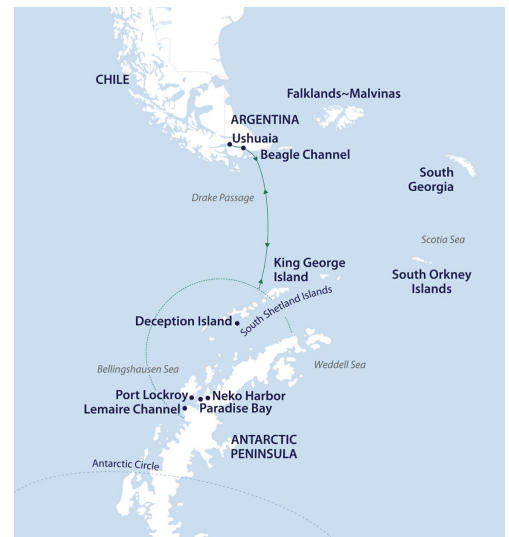 CHILE
Falklands~Malvinas
ARGENTINA
Ushuaia
Beagle Channel
South
Georgia
Drake Passage
Scotia Sea
King George
Island
South Orkney
Islands
South Shetland Islands
Deception Island
Weddell Sea
Bellingshausen Sea
Port Lockroy
Neko Harbor
Lemaire Channel
Paradise Bay
ANTARCTIC
PENINSULA
Antarctic Circle